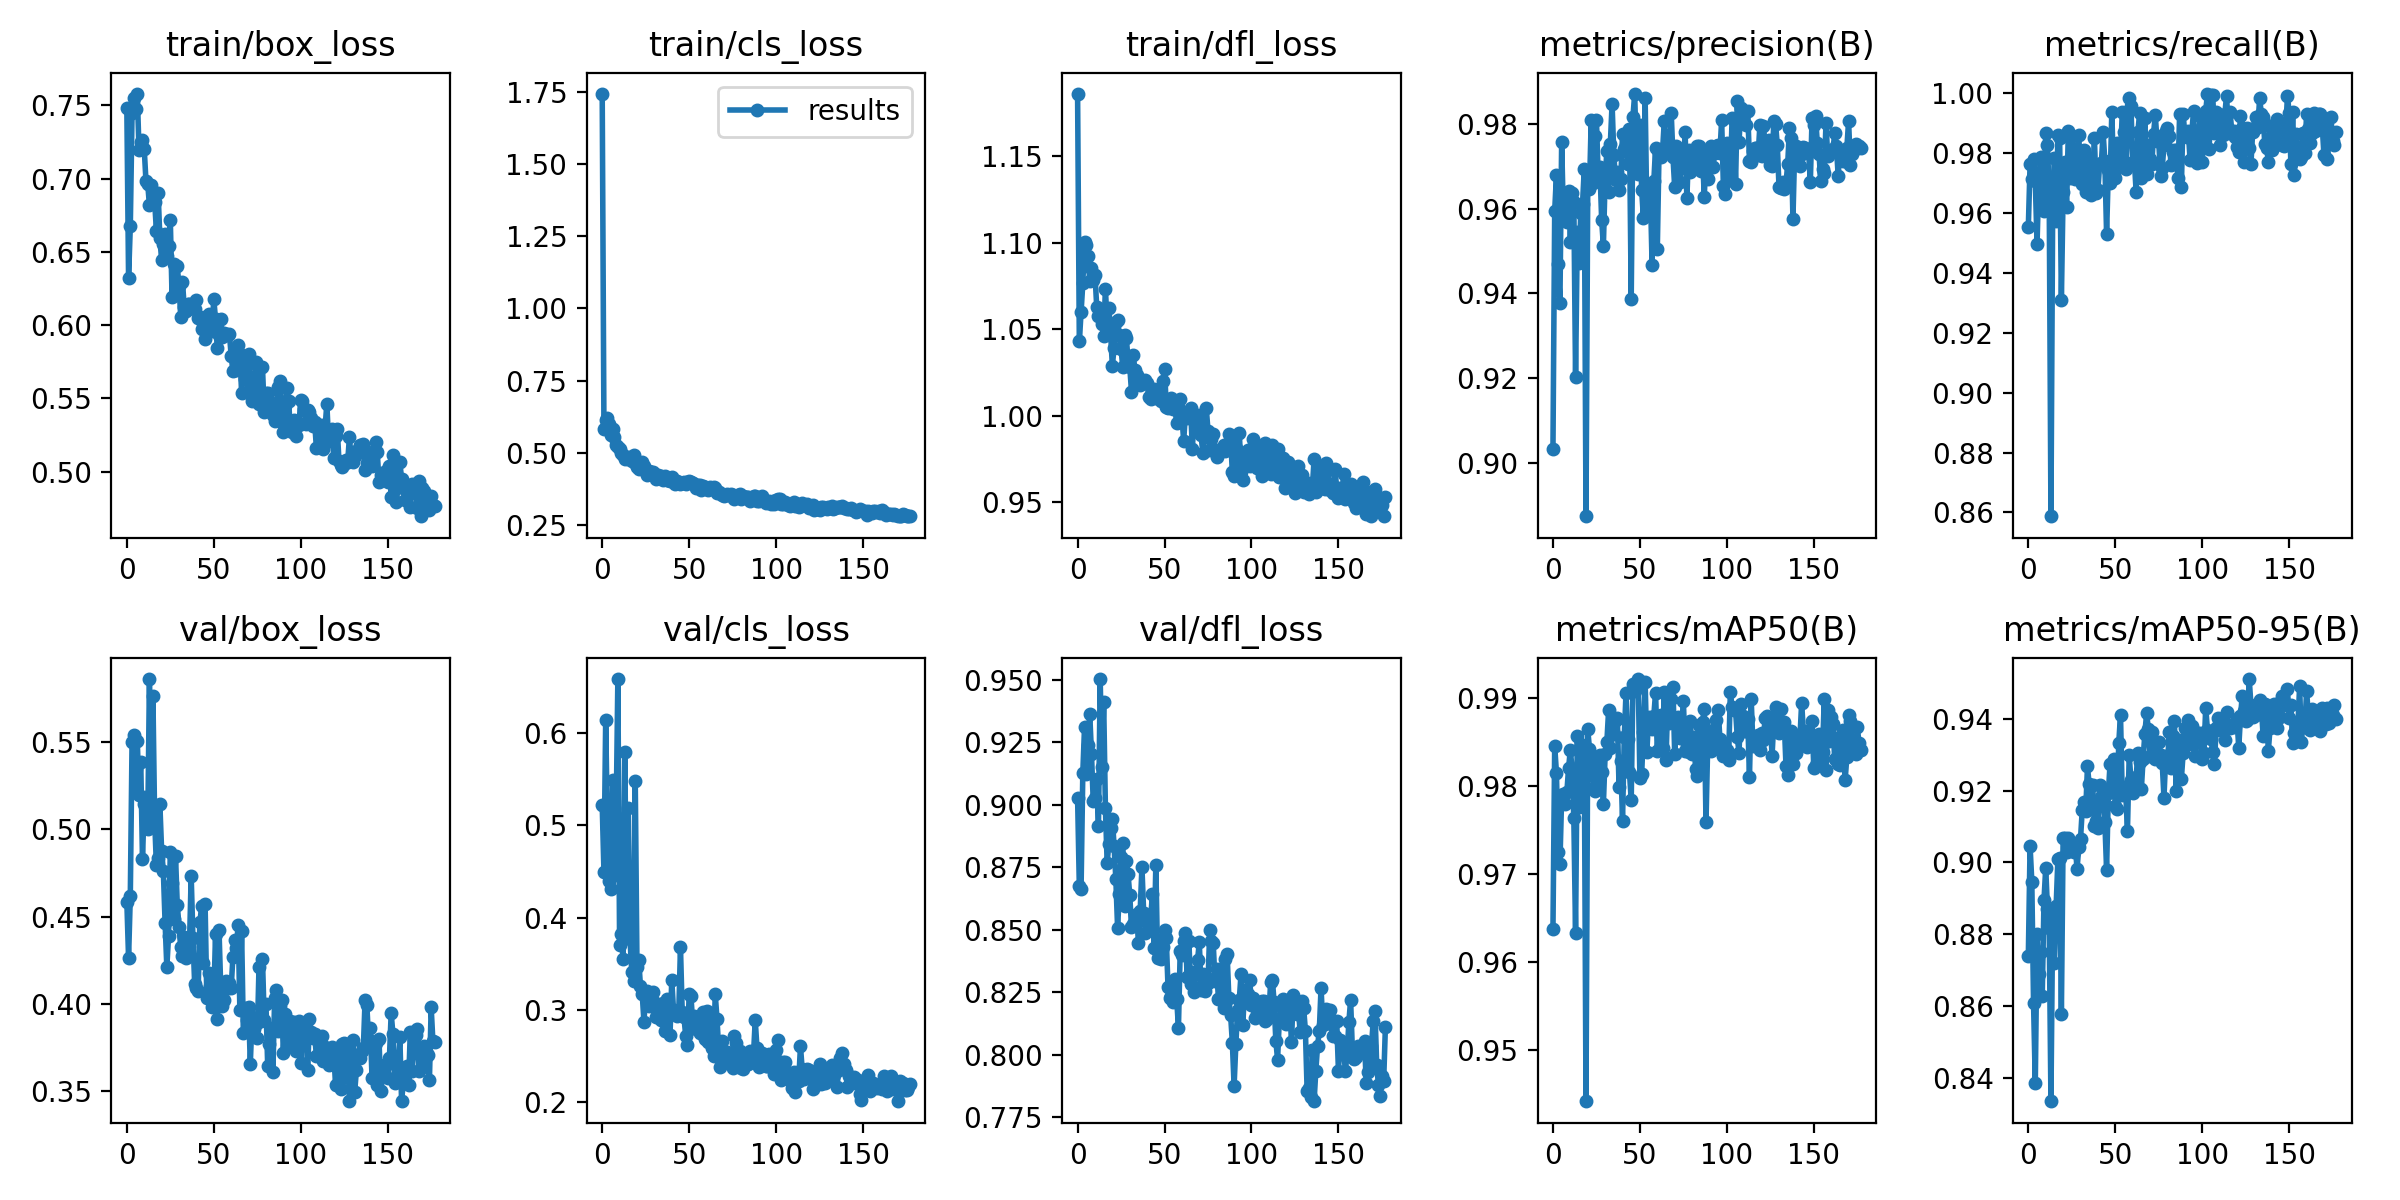 train/box_loss
0.75
0.70
0.65
0.60
0.55
0.50
0 50 100 150
train/cls_loss
results
1.75
1.50
1.25
1.00
0.75
0.50
0.25
0 50 100 150
train/dfl_loss
1.15
1.10
1.05
1.00
0.95
0 50 100 150
metrics/precision(B)
0.98
0.96
0.94
0.92
0.90
0 50 100 150
metrics/recall(B)
1.00
0.98
0.96
0.94
0.92
0.90
0.88
0.86
0 50 100 150
val/box_loss
0.55
0.50
0.45
0.40
0.35
0 50 100 150
val/cls_loss
0.6
0.5
0.4
0.3
0.2
0 50 100 150
val/dfl_loss
0.950
0.925
0.900
0.875
0.850
0.825
0.800
0.775
0 50 100 150
metrics/mAP50(B)
0.99
0.98
0.97
0.96
0.95
0 50 100 150
metrics/mAP50-95(B)
0.94
0.92
0.90
0.88
0.86
0.84
0 50 100 150